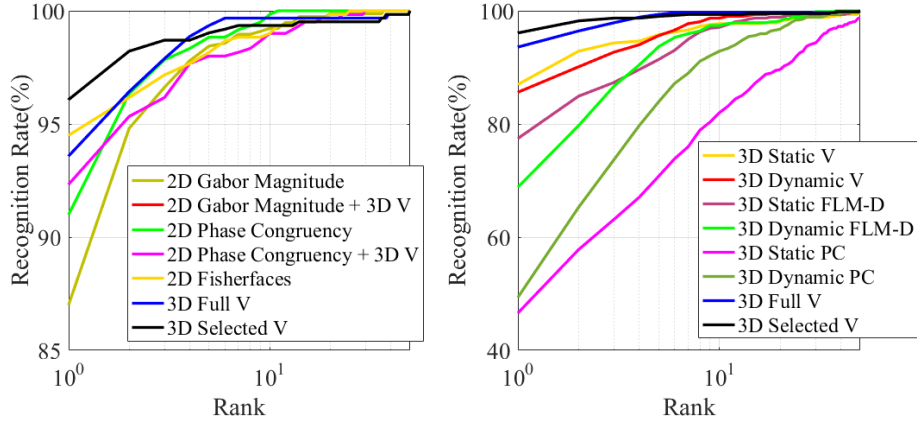 100
95
90
85
Recognition Rate(%)
2D Gabor Magnitude
2D Gabor Magnitude + 3D V
2D Phase Congruency
2D Phase Congruency + 3D V
2D Fisherfaces
3D Full V
3D Selected V
10^0
10^1
Rank
100
80
60
40
Recognition Rate(%)
3D Static V
3D Dynamic V
3D Static FLM-D
3D Dynamic FLM-D
3D Static PC
3D Dynamic PC
3D Full V
3D Selected V
10^0
10^1
Rank